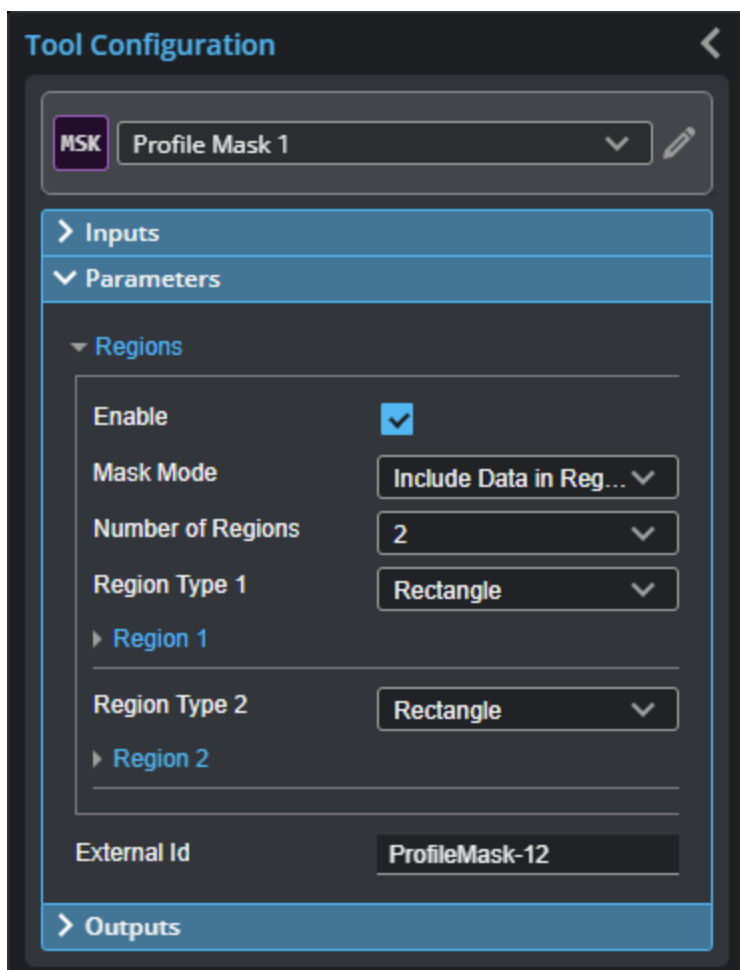 Tool Configuration
MSK Profile Mask 1
Inputs
Parameters
Regions
Enable
Mask Mode Include Data in Reg...
Number of Regions 2
Region Type 1 Rectangle
Region 1
Region Type 2 Rectangle
Region 2
External Id ProfileMask-12
Outputs